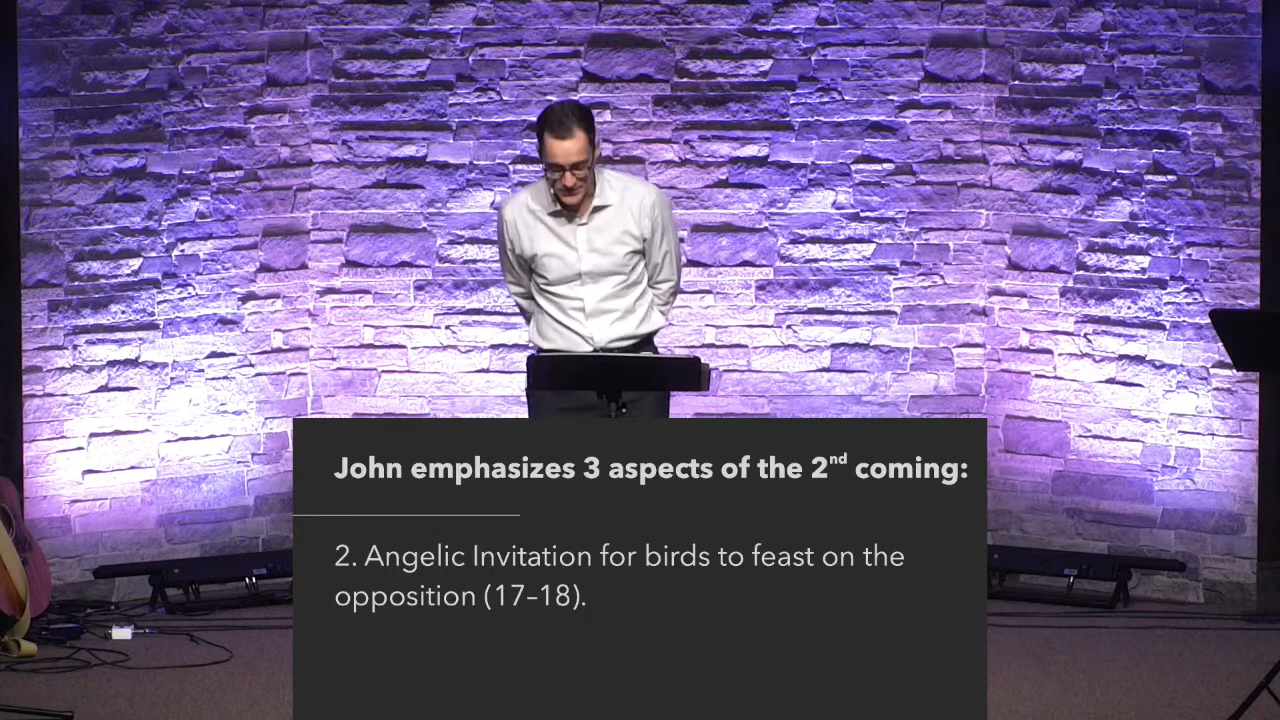 John emphasizes 3 aspects of the 2nd coming:
2. Angelic Invitation for birds to feast on the
opposition (17–18).